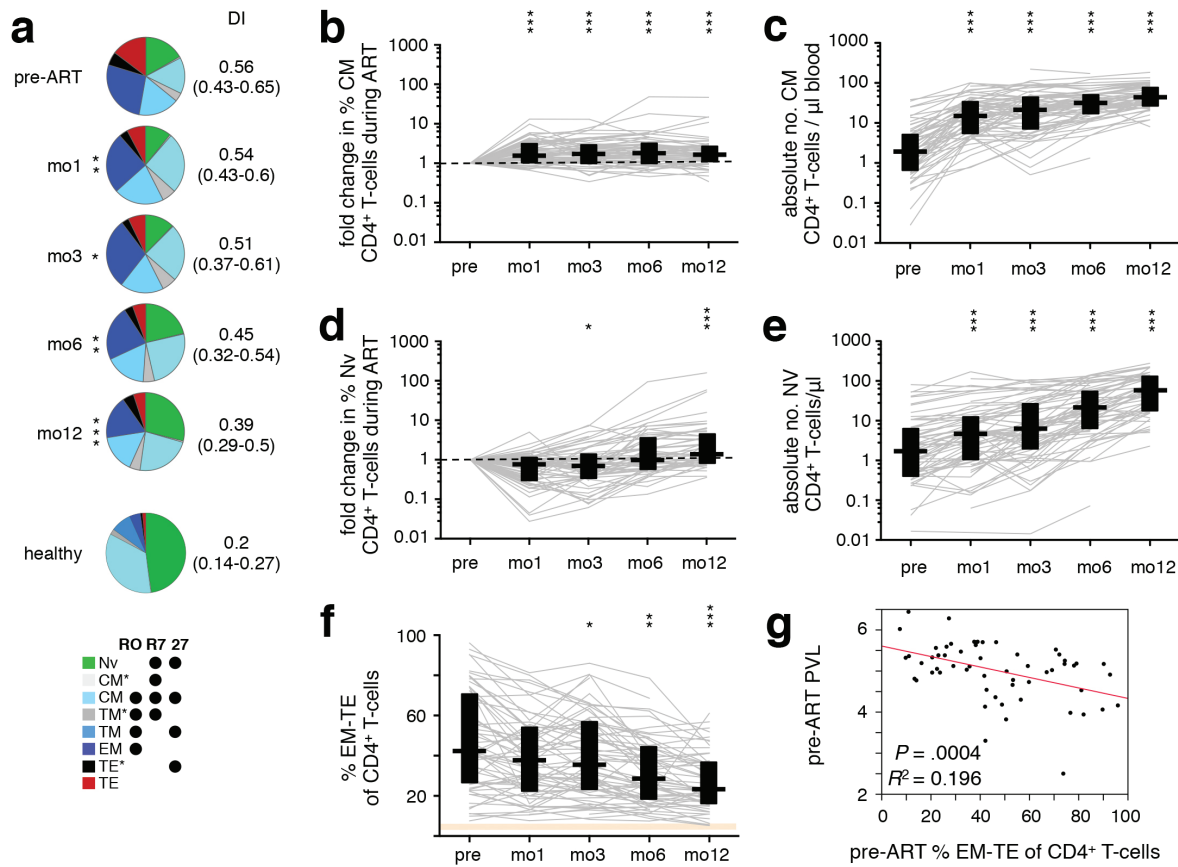 a
DI
pre-ART
0.56
(0.43-0.65)
mo1
**
0.54
(0.43-0.6)
mo3
*
0.51
(0.37-0.61)
mo6
**
0.45
(0.32-0.54)
mo12
***
0.39
(0.29-0.5)
healthy
0.2
(0.14-0.27)
RO R7 27
Nv
CM*
CM
TM*
TM
EM
TE*
TE
b
*** *** *** ***
fold change in % CM
CD4+ T-cells during ART
1000
100
10
1
0.1
0.01
pre mo1 mo3 mo6 mo12
c
*** *** *** ***
absolute no. CM
CD4+ T-cells / µl blood
1000
100
10
1
0.1
0.01
pre mo1 mo3 mo6 mo12
d
* ***
fold change in % Nv
CD4+ T-cells during ART
1000
100
10
1
0.1
0.01
pre mo1 mo3 mo6 mo12
e
*** *** *** ***
absolute no. NV
CD4+ T-cells/µl
1000
100
10
1
0.1
0.01
pre mo1 mo3 mo6 mo12
f
* ** ***
% EM-TE
of CD4+ T-cells
100
60
20
pre mo1 mo3 mo6 mo12
g
pre-ART PVL
6
4
2
P = .0004
R² = 0.196
0 20 40 60 80 100
pre-ART % EM-TE of CD4+ T-cells